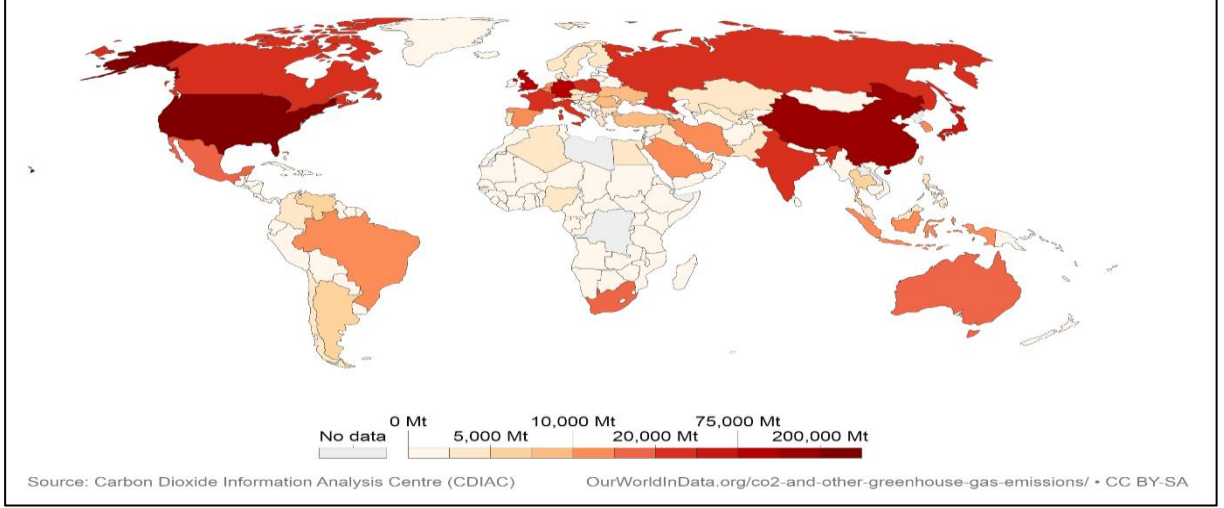 0 Mt 10,000 Mt 75,000 Mt
No data 5,000 Mt 20,000 Mt 200,000 Mt
Source: Carbon Dioxide Information Analysis Centre (CDIAC) OurWorldInData.org/co2-and-other-greenhouse-gas-emissions/ • CC BY-SA